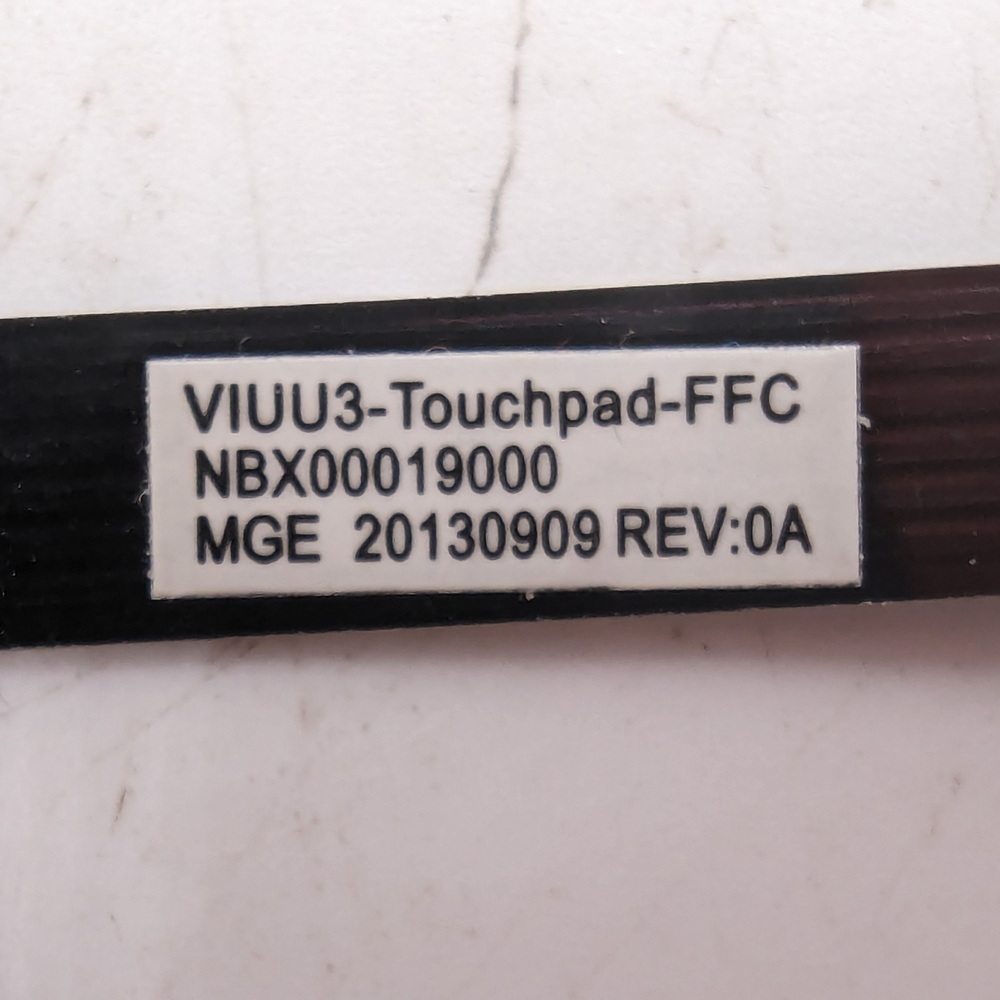 VIUU3-Touchpad-FFC
NBX00019000
MGE 20130909 REV:0A